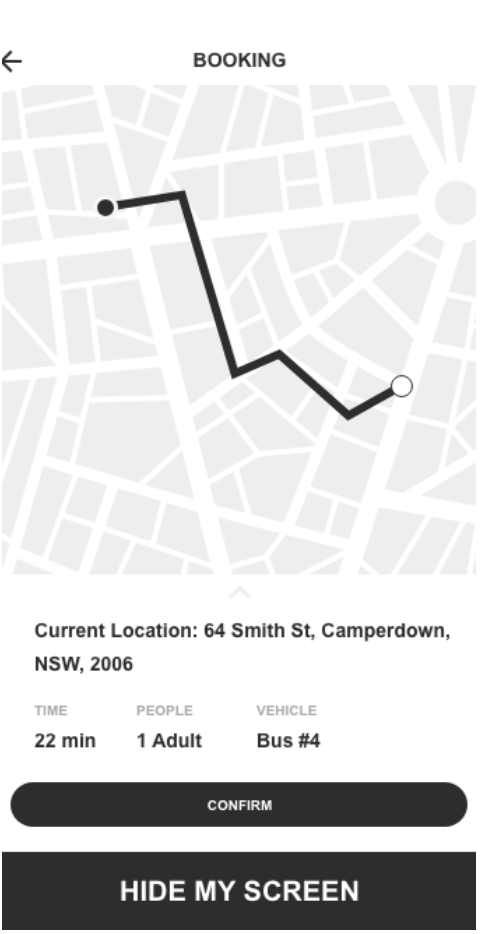 BOOKING
Current Location: 64 Smith St, Camperdown,
NSW, 2006
TIME PEOPLE VEHICLE
22 min 1 Adult Bus #4
CONFIRM
HIDE MY SCREEN